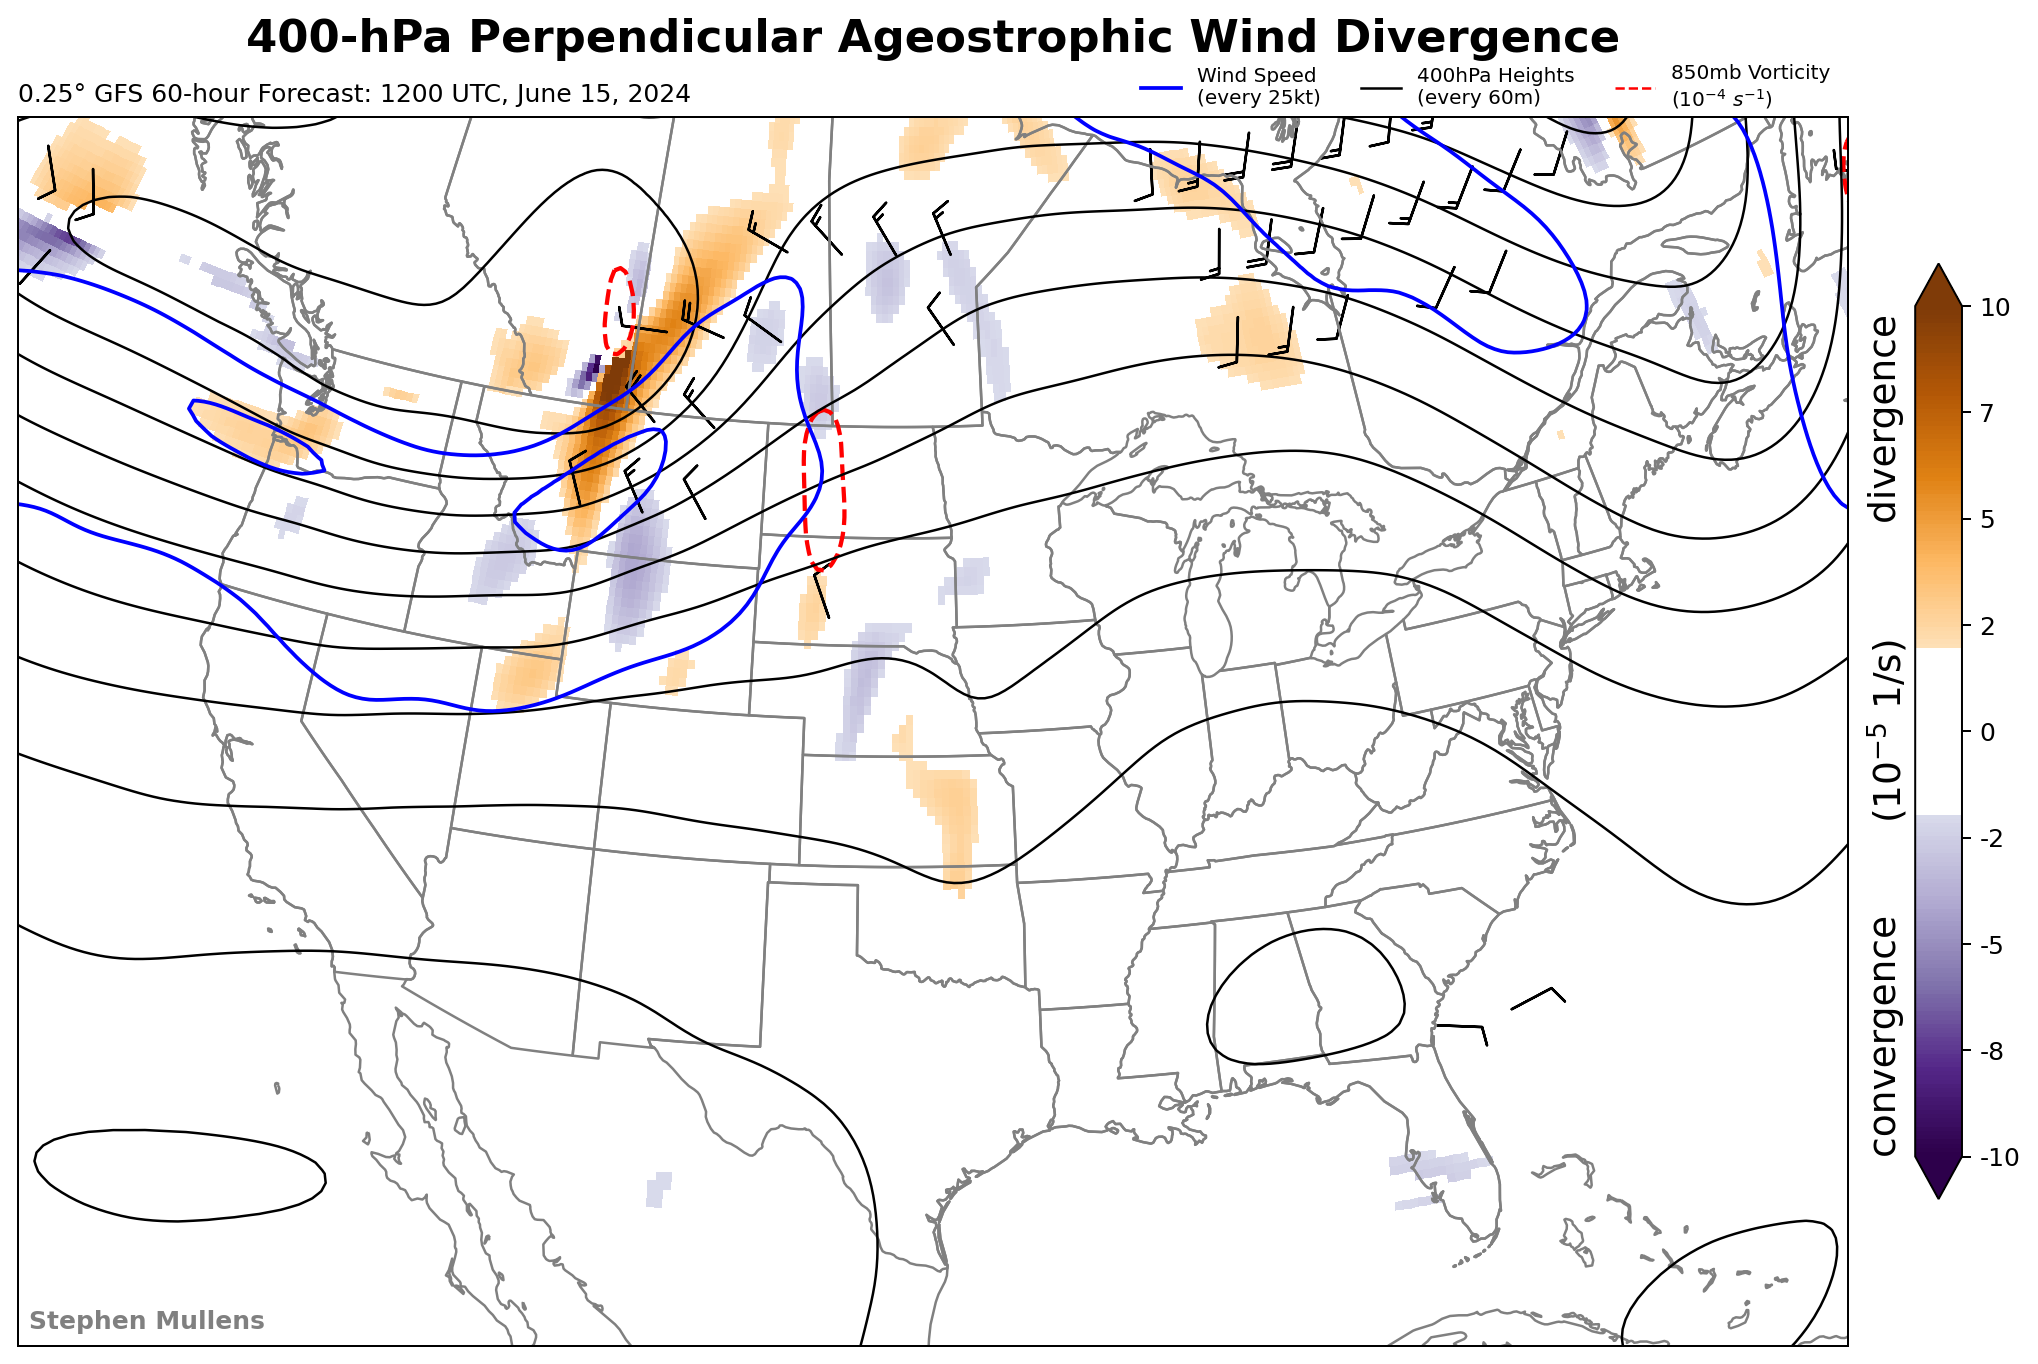 400-hPa Perpendicular Ageostrophic Wind Divergence
0.25° GFS 60-hour Forecast: 1200 UTC, June 15, 2024
Wind Speed
(every 25kt)
400hPa Heights
(every 60m)
850mb Vorticity
(10⁻⁴ s⁻¹)
10
7
5
2
0
-2
-5
-8
-10
convergence (10⁻⁵ 1/s) divergence
Stephen Mullens